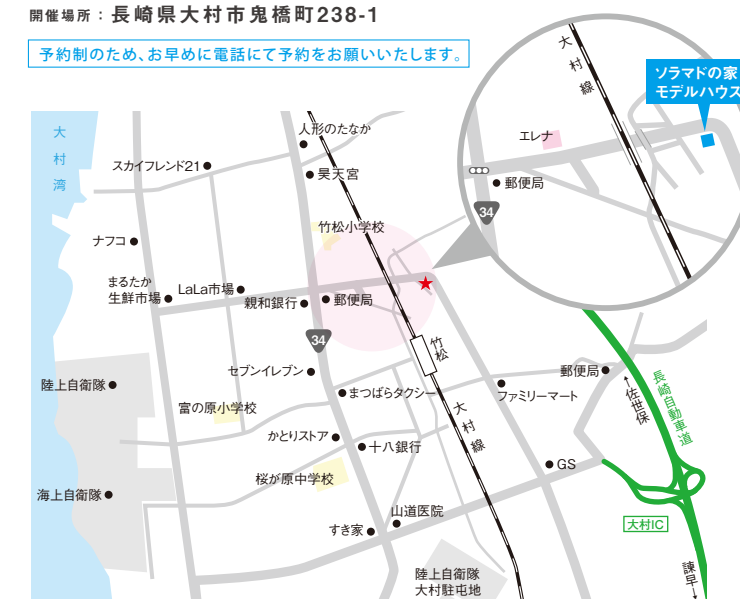 開催場所：長崎県大村市鬼橋町238-1
予約制のため、お早めに電話にて予約をお願いいたします。
大村線
ソラマドの家
モデルハウス
エレナ
郵便局
34
大村湾
人形のたなか
スカイフレンド21
昊天宮
竹松小学校
ナフコ
まるたか
生鮮市場
LaLa市場
親和銀行
郵便局
34
竹松
セブンイレブン
郵便局
陸上自衛隊
まつばらタクシー
ファミリーマート
↑佐世保
長崎自動車道
富の原小学校
大村線
かとりストア
十八銀行
GS
桜が原中学校
海上自衛隊
山道医院
すき家
大村IC
陸上自衛隊
大村駐屯地
諫早↓